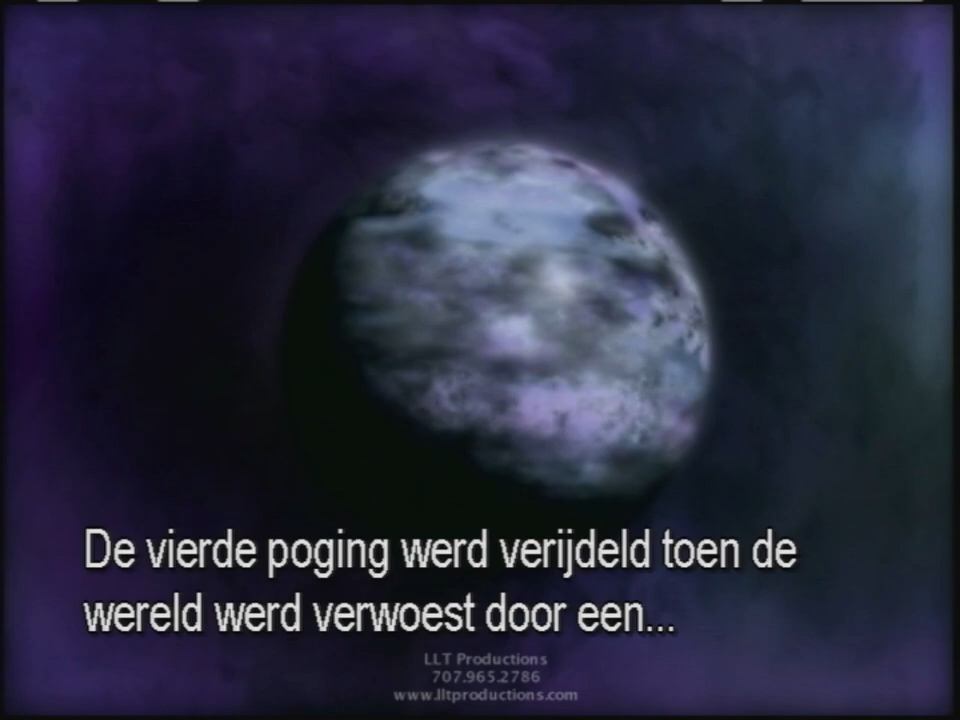 De vierde poging werd verijdeld toen de
wereld werd verwoest door een...
LLT Productions
707.965.2786
www.lltproductions.com